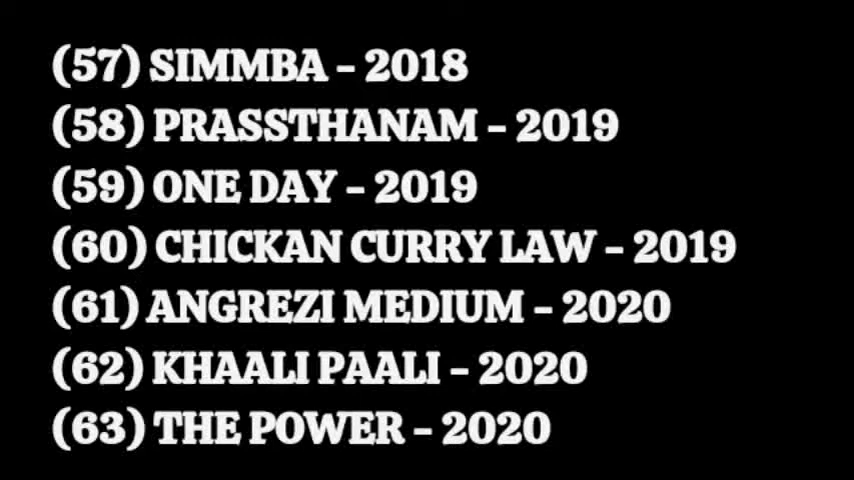 (57) SIMMBA – 2018
(58) PRASSTHANAM – 2019
(59) ONE DAY – 2019
(60) CHICKAN CURRY LAW – 2019
(61) ANGREZI MEDIUM – 2020
(62) KHAALI PAALI – 2020
(63) THE POWER – 2020